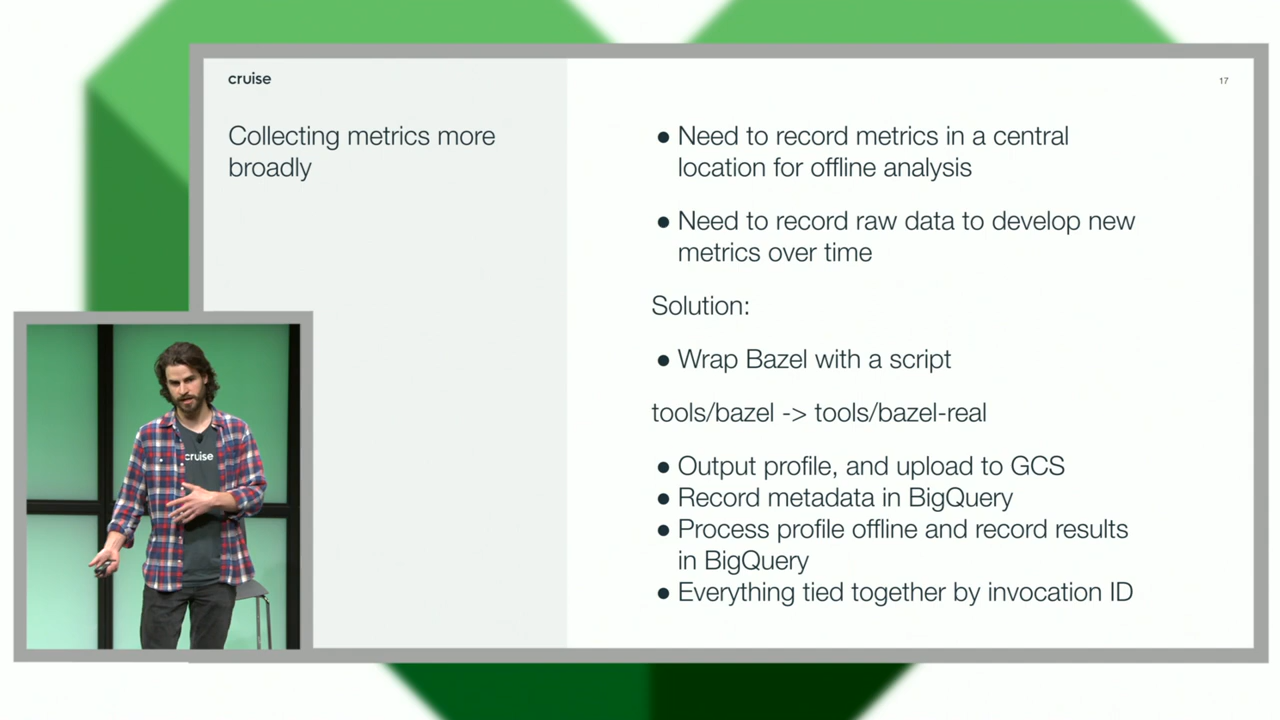 cruise
17
Collecting metrics more
broadly
● Need to record metrics in a central
location for offline analysis
● Need to record raw data to develop new
metrics over time
Solution:
● Wrap Bazel with a script
tools/bazel -> tools/bazel-real
● Output profile, and upload to GCS
● Record metadata in BigQuery
● Process profile offline and record results
in BigQuery
● Everything tied together by invocation ID
cruise